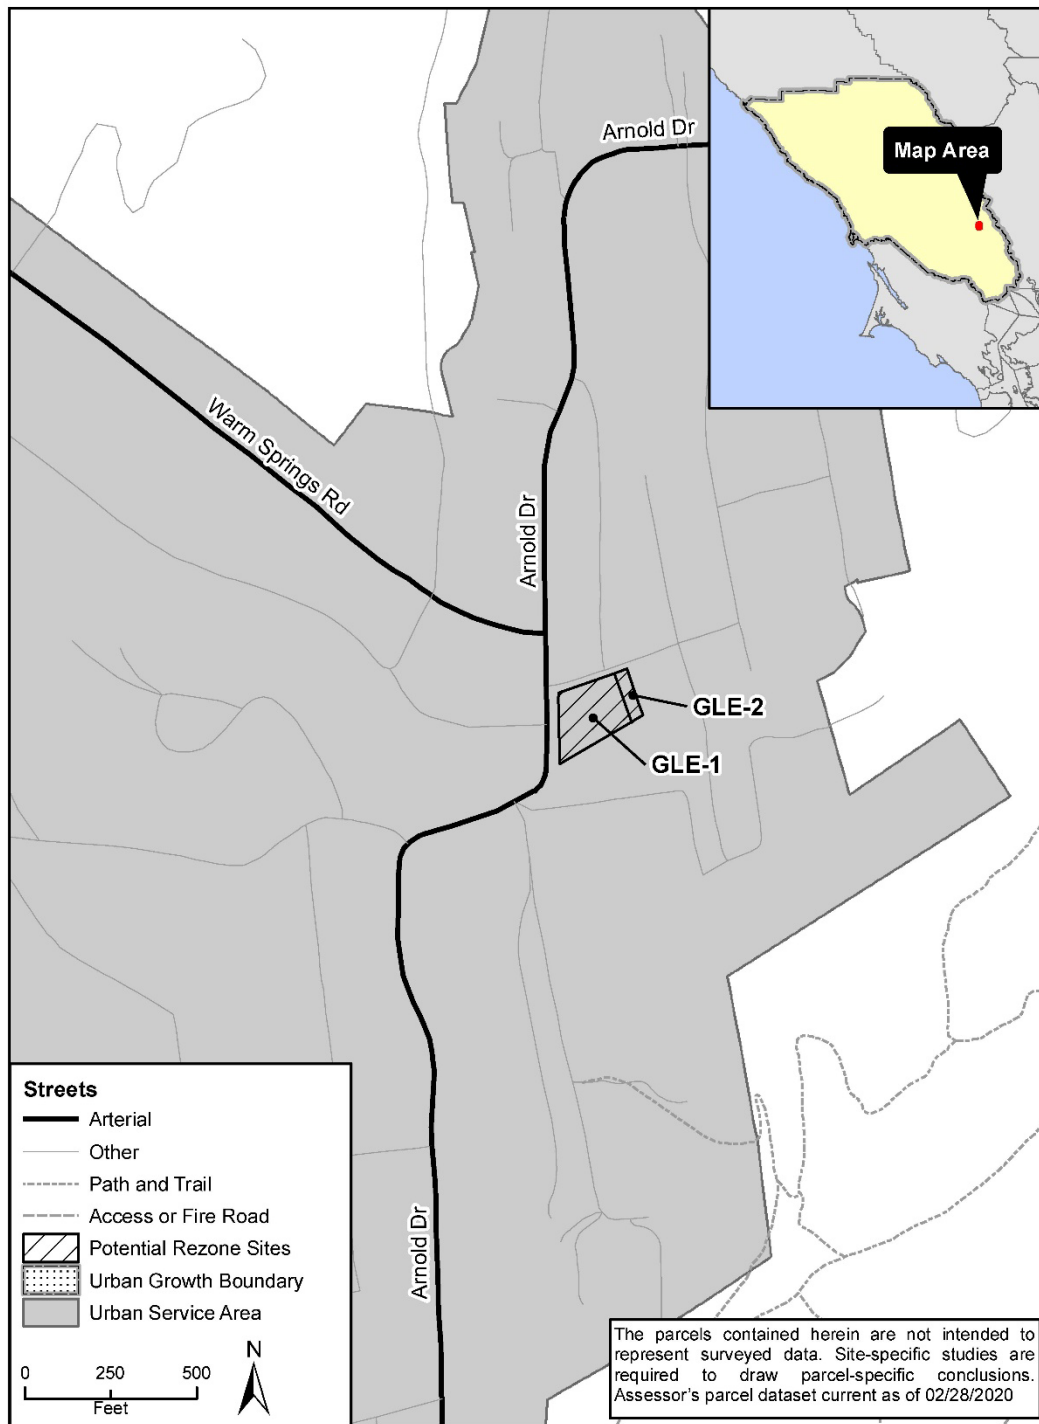 Arnold Dr
Map Area
Warm Springs Rd
Arnold Dr
GLE-2
GLE-1
Arnold Dr
Streets
Arterial
Other
Path and Trail
Access or Fire Road
Potential Rezone Sites
Urban Growth Boundary
Urban Service Area
N
0 250 500
Feet
The parcels contained herein are not intended to
represent surveyed data. Site-specific studies are
required to draw parcel-specific conclusions.
Assessor's parcel dataset current as of 02/28/2020